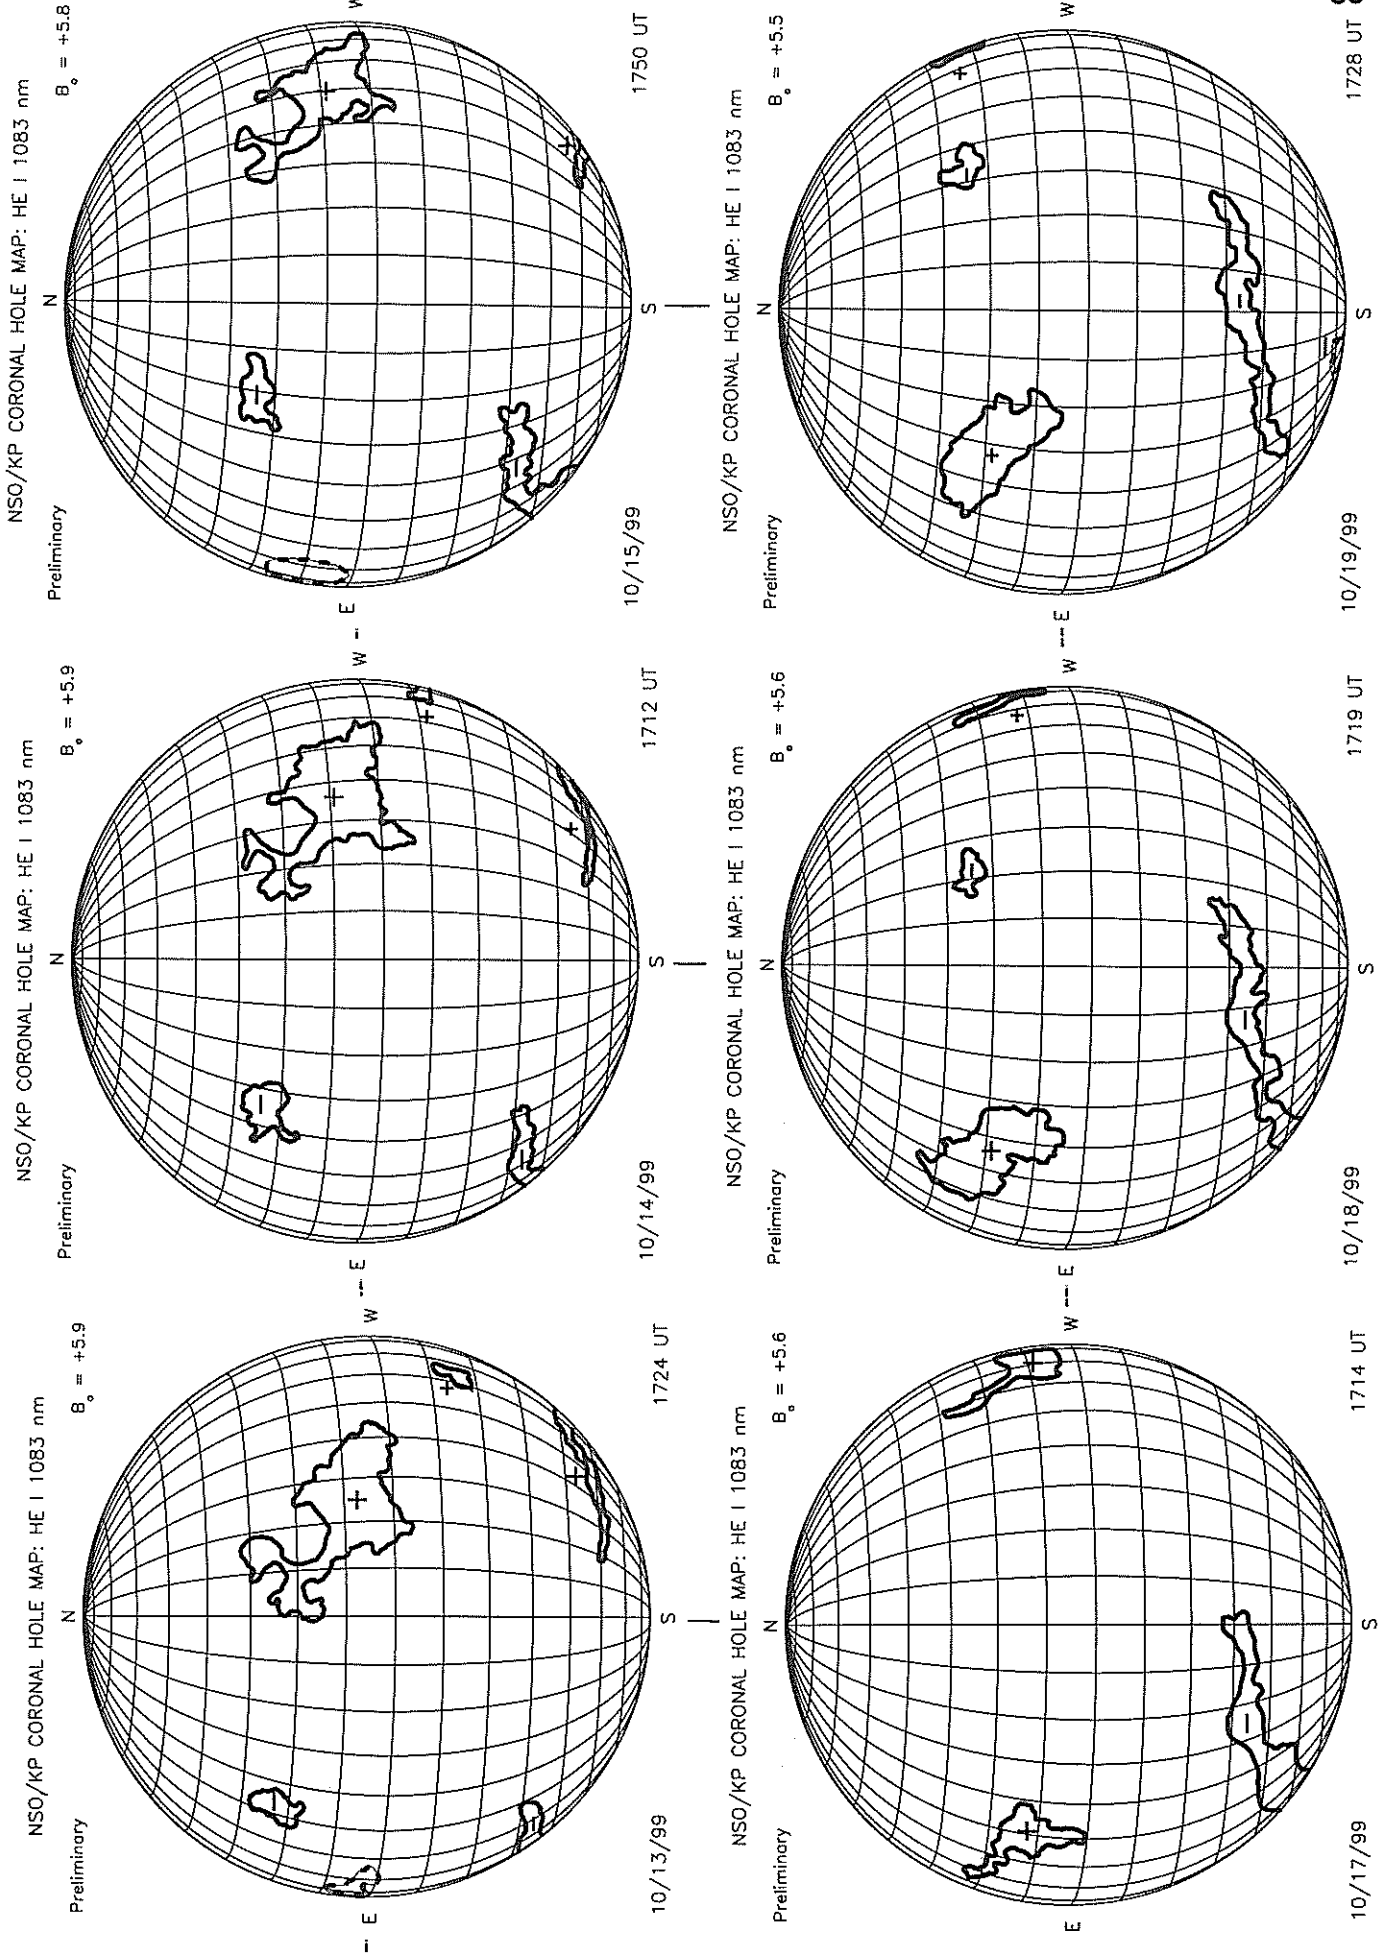 NSO/KP CORONAL HOLE MAP: HE I 1083 nm
Preliminary
B₀ = +5.9
N
E
W
S
10/13/99
1724 UT
NSO/KP CORONAL HOLE MAP: HE I 1083 nm
Preliminary
B₀ = +5.9
N
E
W
S
10/14/99
1712 UT
NSO/KP CORONAL HOLE MAP: HE I 1083 nm
Preliminary
B₀ = +5.8
N
E
W
S
10/15/99
1750 UT
NSO/KP CORONAL HOLE MAP: HE I 1083 nm
Preliminary
B₀ = +5.6
N
E
W
S
10/17/99
1714 UT
NSO/KP CORONAL HOLE MAP: HE I 1083 nm
Preliminary
B₀ = +5.6
N
E
W
S
10/18/99
1719 UT
NSO/KP CORONAL HOLE MAP: HE I 1083 nm
Preliminary
B₀ = +5.5
N
E
W
S
10/19/99
1728 UT